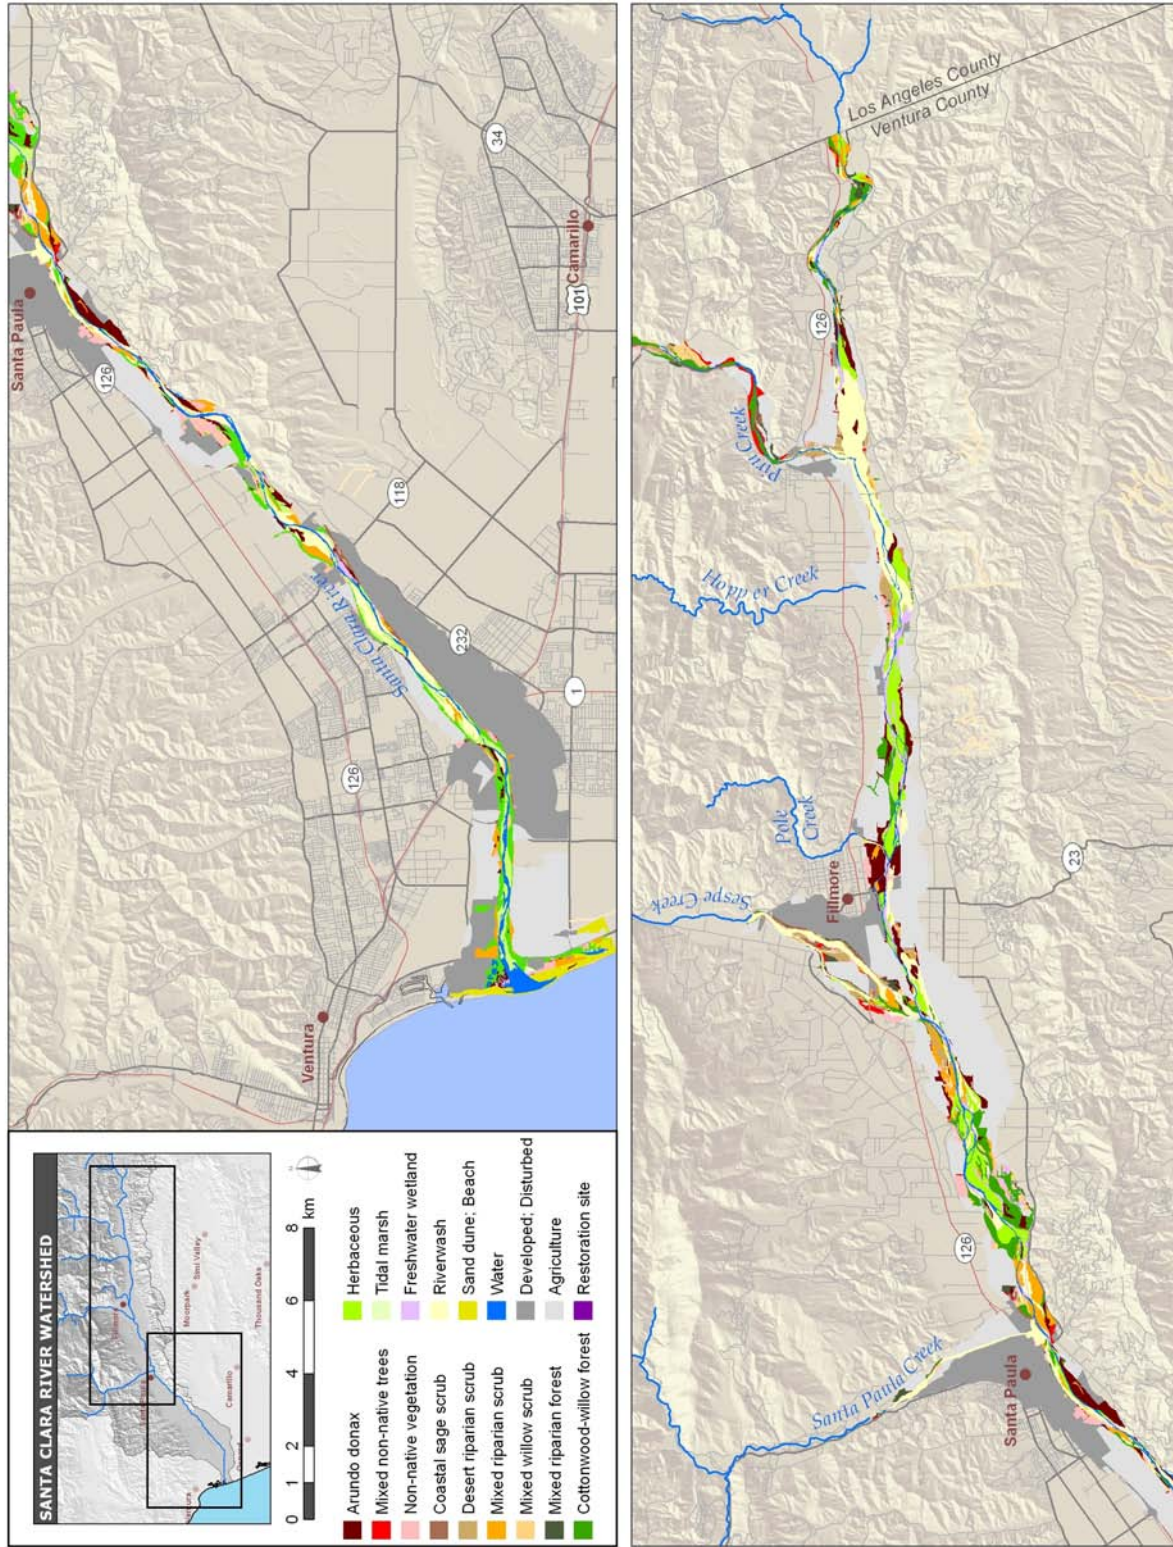 SANTA CLARA RIVER WATERSHED
Fillmore
Ventura
Moorpark
Simi Valley
Camarillo
Thousand Oaks
0 1 2 4 6 8
km
Arundo donax
Mixed non-native trees
Non-native vegetation
Coastal sage scrub
Desert riparian scrub
Mixed riparian scrub
Mixed willow scrub
Mixed riparian forest
Cottonwood-willow forest
Herbaceous
Tidal marsh
Freshwater wetland
Riverwash
Sand dune; Beach
Water
Developed; Disturbed
Agriculture
Restoration site
Santa Paula
126
34
Camarillo
101
118
Santa Clara River
232
126
1
Ventura
Los Angeles County
Ventura County
126
Piru Creek
Hopper Creek
Pole
Creek
Sespe Creek
Fillmore
23
126
Santa Paula Creek
Santa Paula